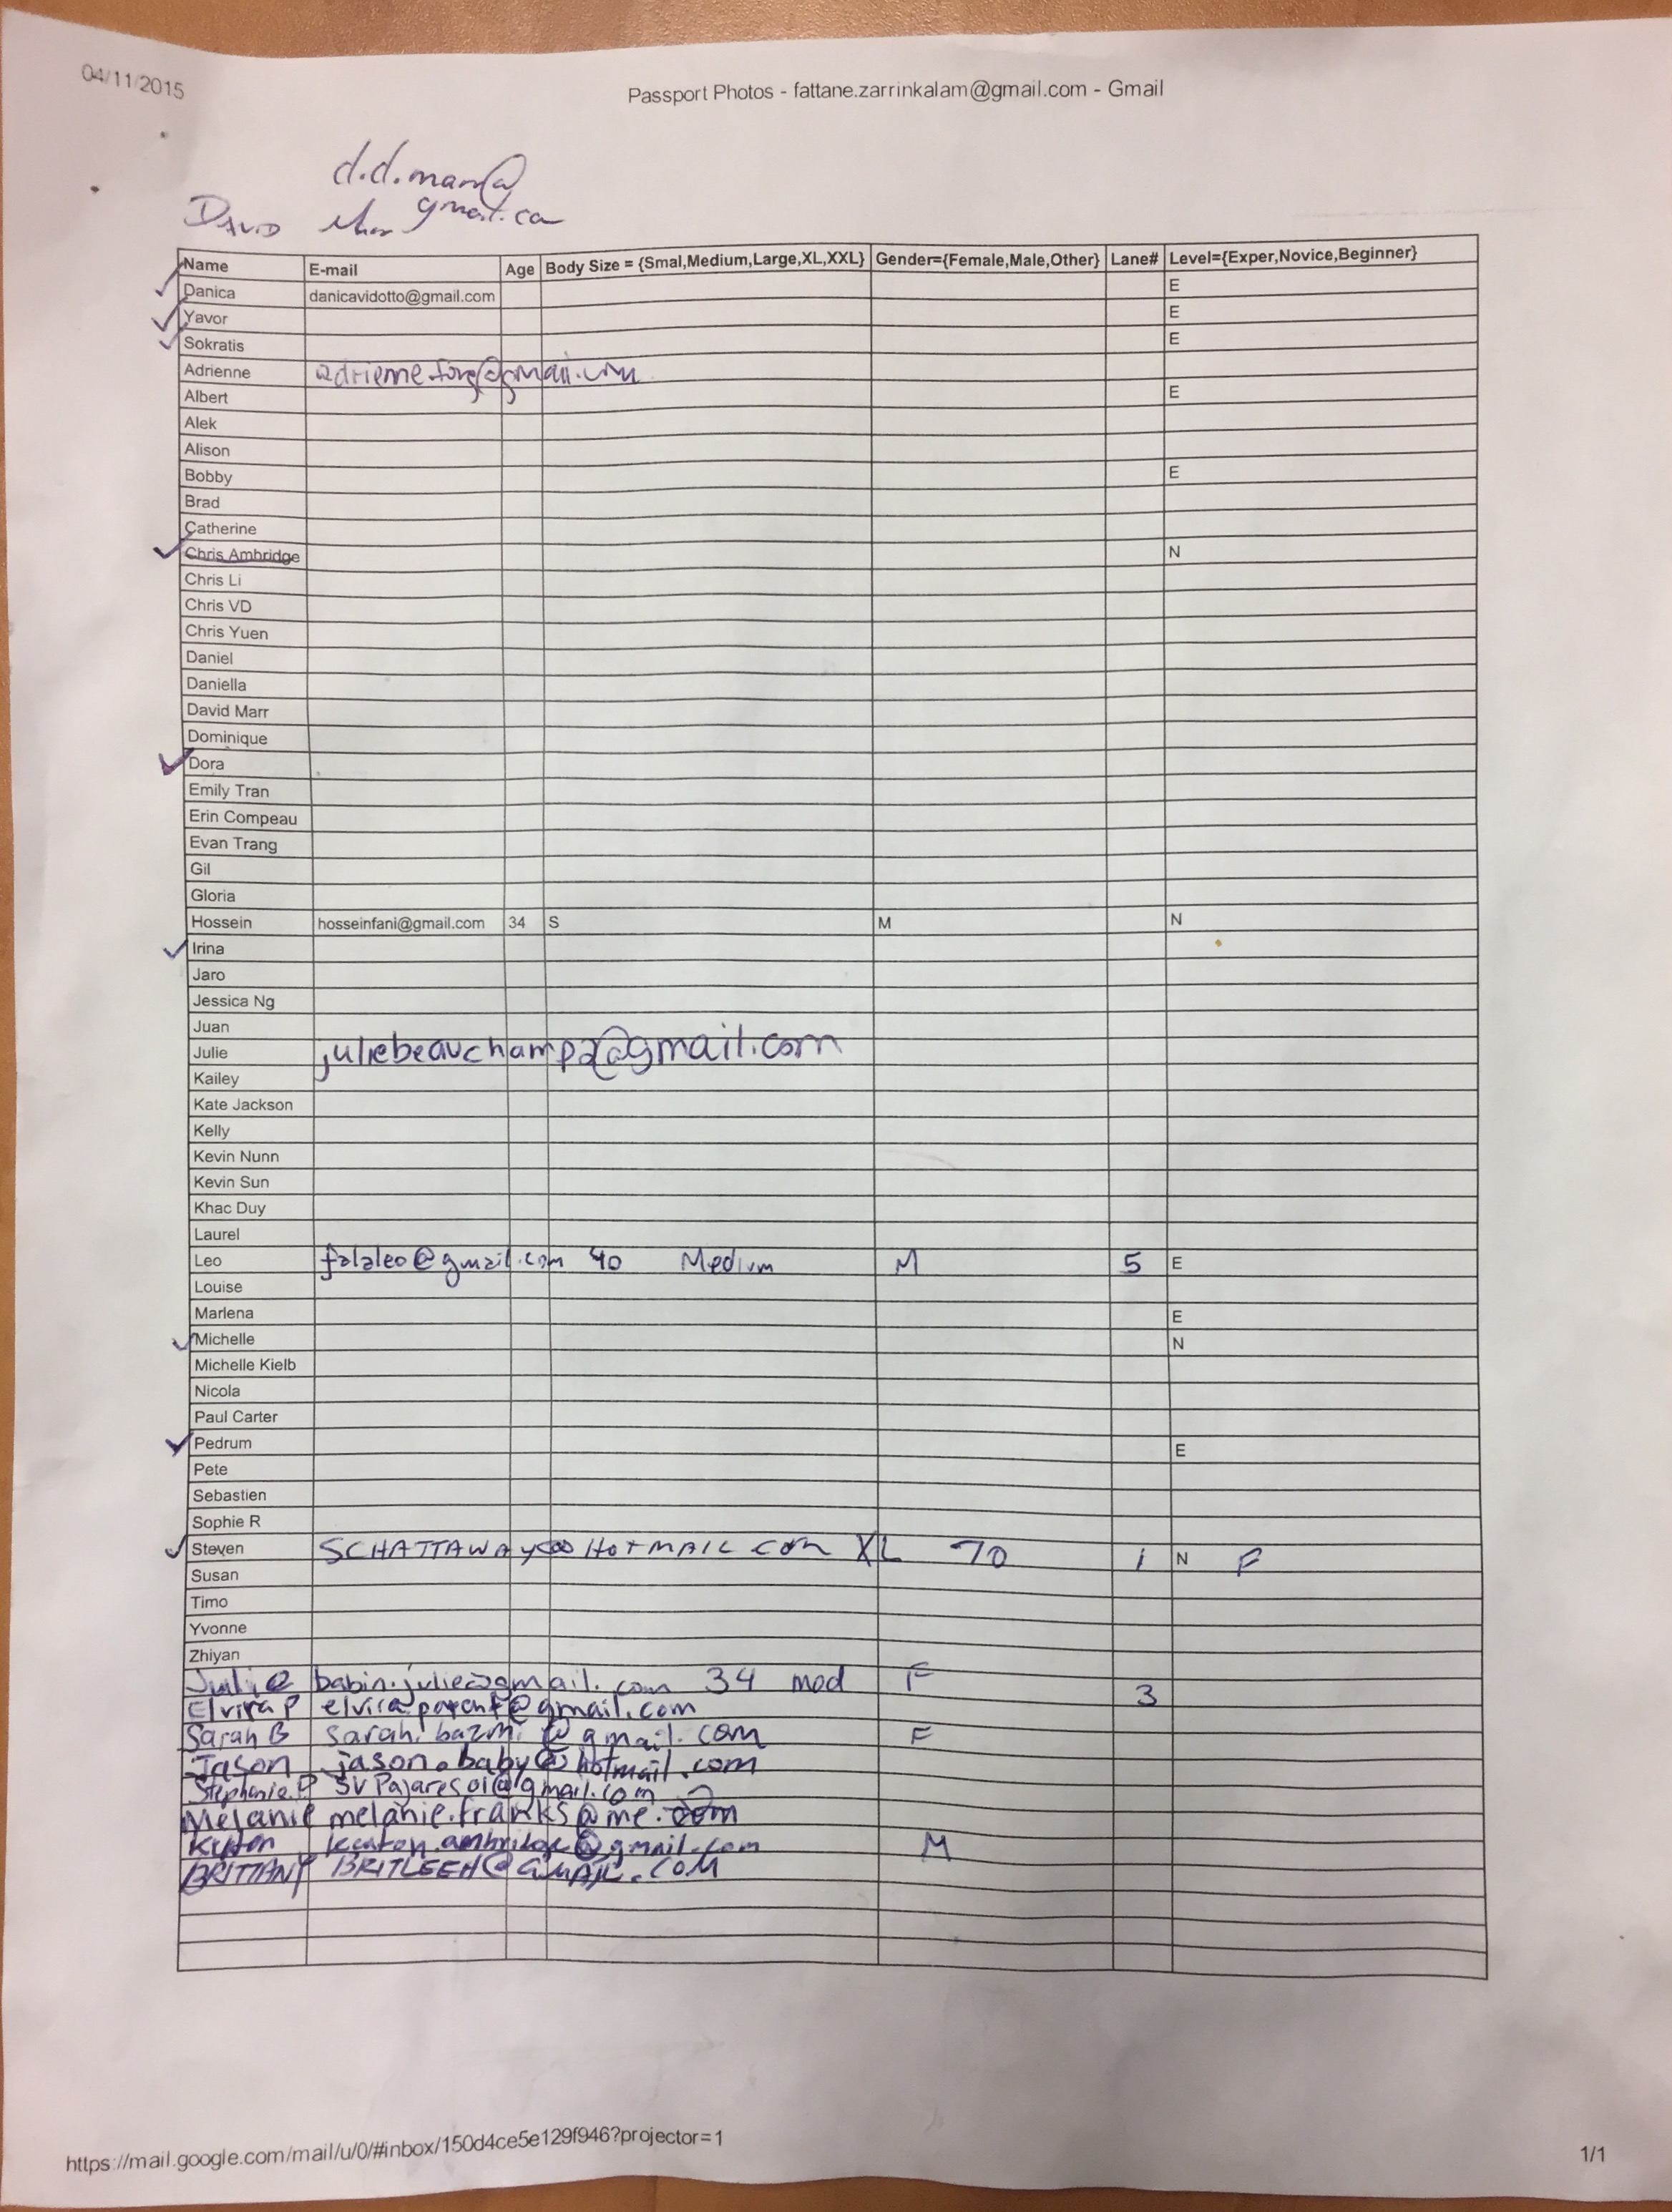 04/11/2015
Passport Photos - fattane.zarrinkalam@gmail.com - Gmail
d.d.marr@
gmail.ca
DAVID Marr
Name E-mail Age Body Size = {Smal,Medium,Large,XL,XXL} Gender={Female,Male,Other} Lane# Level={Exper,Novice,Beginner}
Danica danicavidotto@gmail.com E
Yavor E
Sokratis E
Adrienne adrienne.fong@gmail.com
Albert E
Alek
Alison
Bobby E
Brad
Catherine
Chris Ambridge N
Chris Li
Chris VD
Chris Yuen
Daniel
Daniella
David Marr
Dominique
Dora
Emily Tran
Erin Compeau
Evan Trang
Gil
Gloria
Hossein hosseinfani@gmail.com 34 S M N
Irina
Jaro
Jessica Ng
Juan
Julie juliebeauchamp2@gmail.com
Kailey
Kate Jackson
Kelly
Kevin Nunn
Kevin Sun
Khac Duy
Laurel
Leo falaleo@gmail.com 40 Medium M 5 E
Louise
Marlena E
Michelle N
Michelle Kielb
Nicola
Paul Carter
Pedrum E
Pete
Sebastien
Sophie R
Steven SCHATTAWAY@HOTMAIL COM XL 70 1 N F
Susan
Timo
Yvonne
Zhiyan
Julie babin.julie@gmail.com 34 med F
Elvira P elvira.parent@gmail.com 3
Sarah B sarah.bazmi@gmail.com F
Jason jason.baby@hotmail.com
Stephanie P SVPajares01@gmail.com
Melanie melanie.franks@me.com
@gmail.com M
BRITTANY BRITLEEH@GMAIL.COM
https://mail.google.com/mail/u/0/#inbox/150d4ce5e129f946?projector=1
1/1